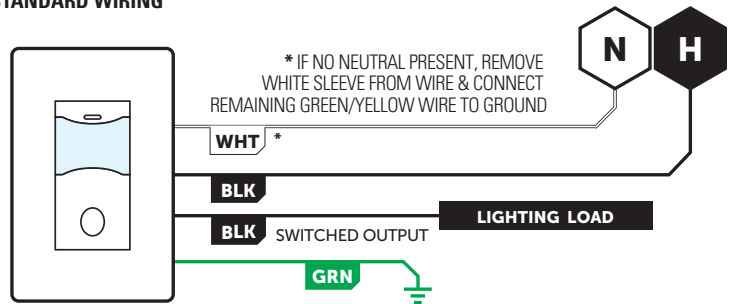 STANDARD WIRING
* IF NO NEUTRAL PRESENT, REMOVE
WHITE SLEEVE FROM WIRE & CONNECT
REMAINING GREEN/YELLOW WIRE TO GROUND
N H
WHT *
BLK
BLK SWITCHED OUTPUT LIGHTING LOAD
GRN